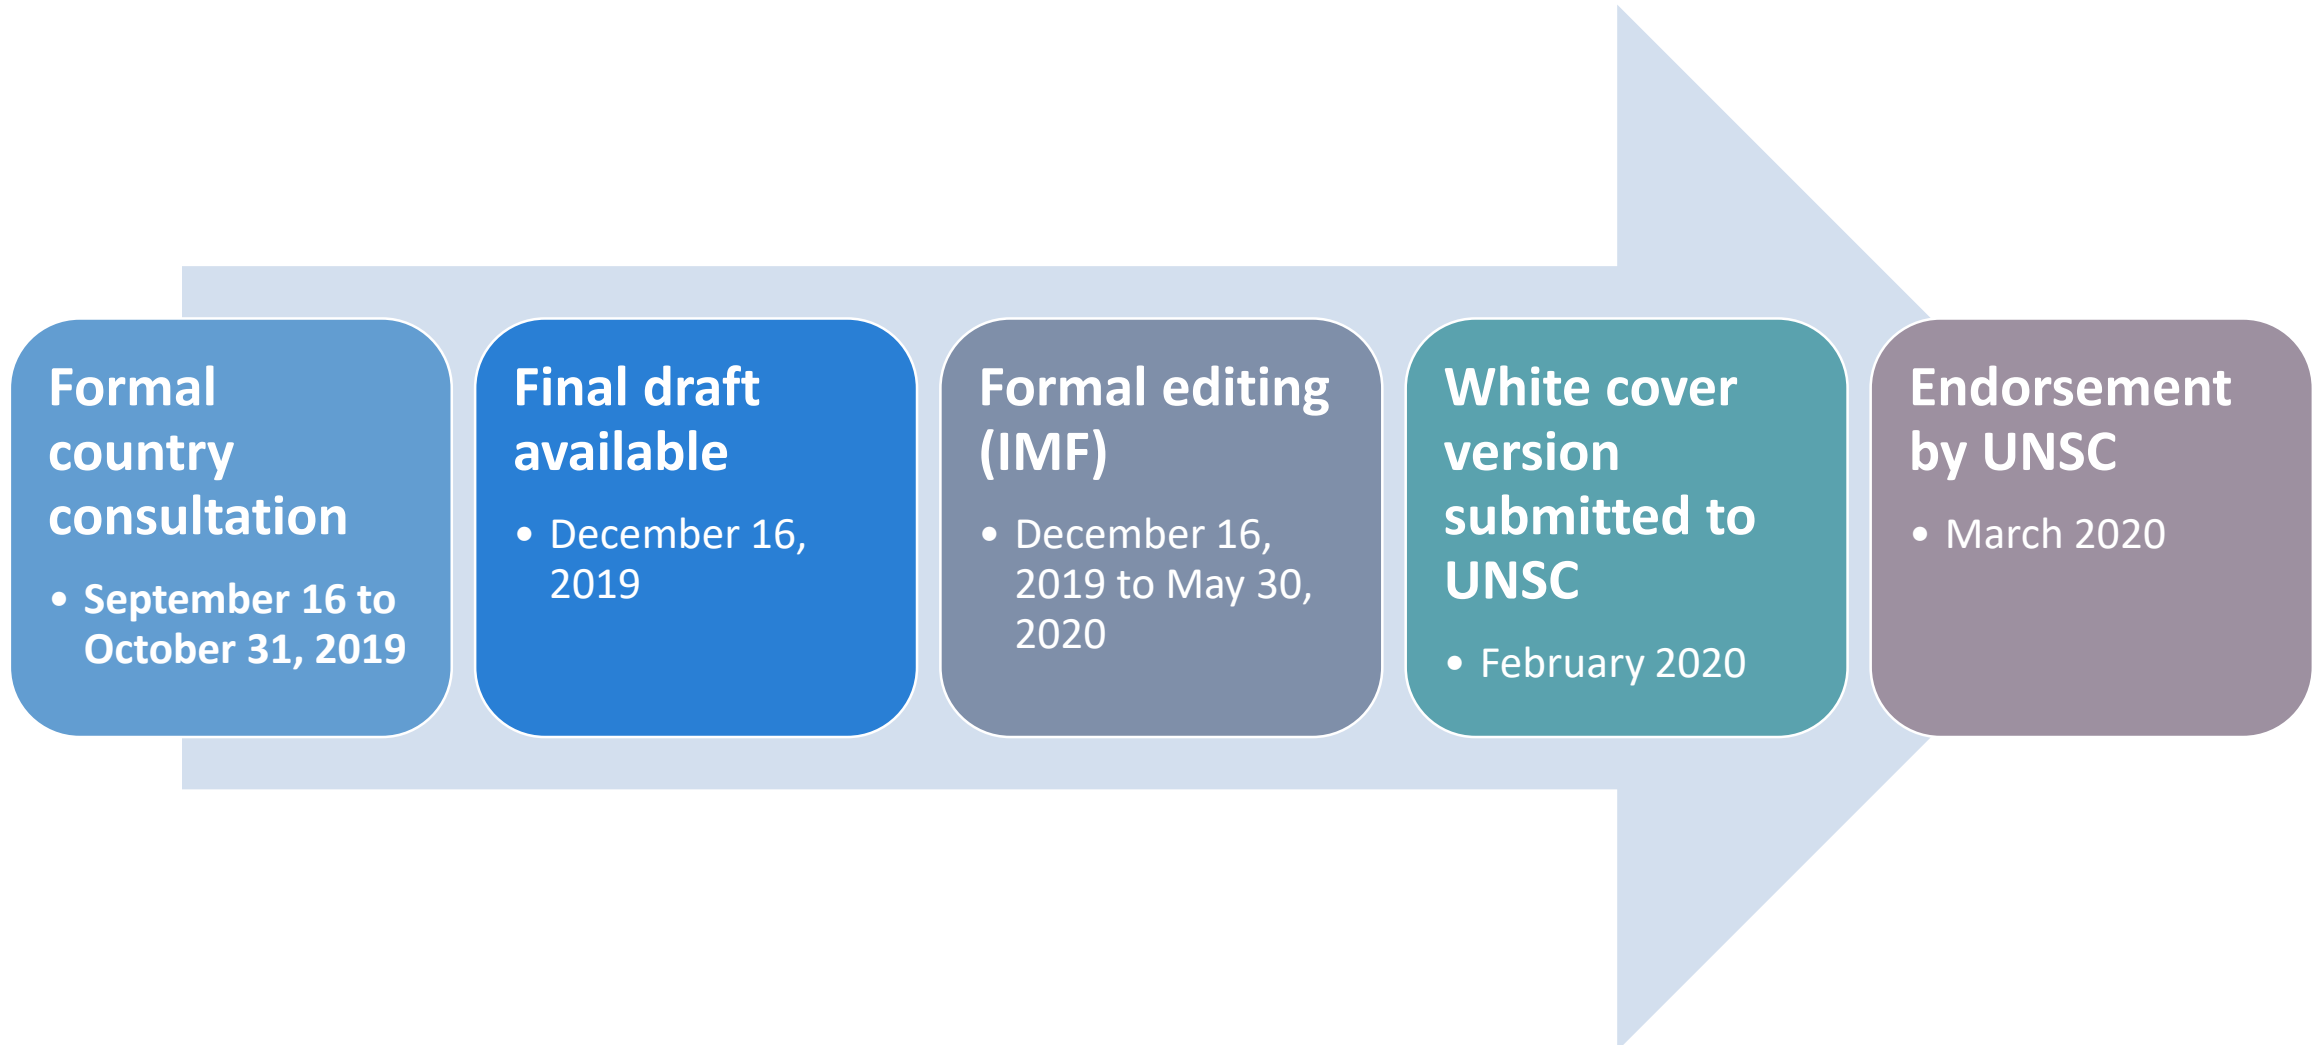 Formal
country
consultation
• September 16 to
October 31, 2019
Final draft
available
• December 16,
2019
Formal editing
(IMF)
• December 16,
2019 to May 30,
2020
White cover
version
submitted to
UNSC
• February 2020
Endorsement
by UNSC
• March 2020